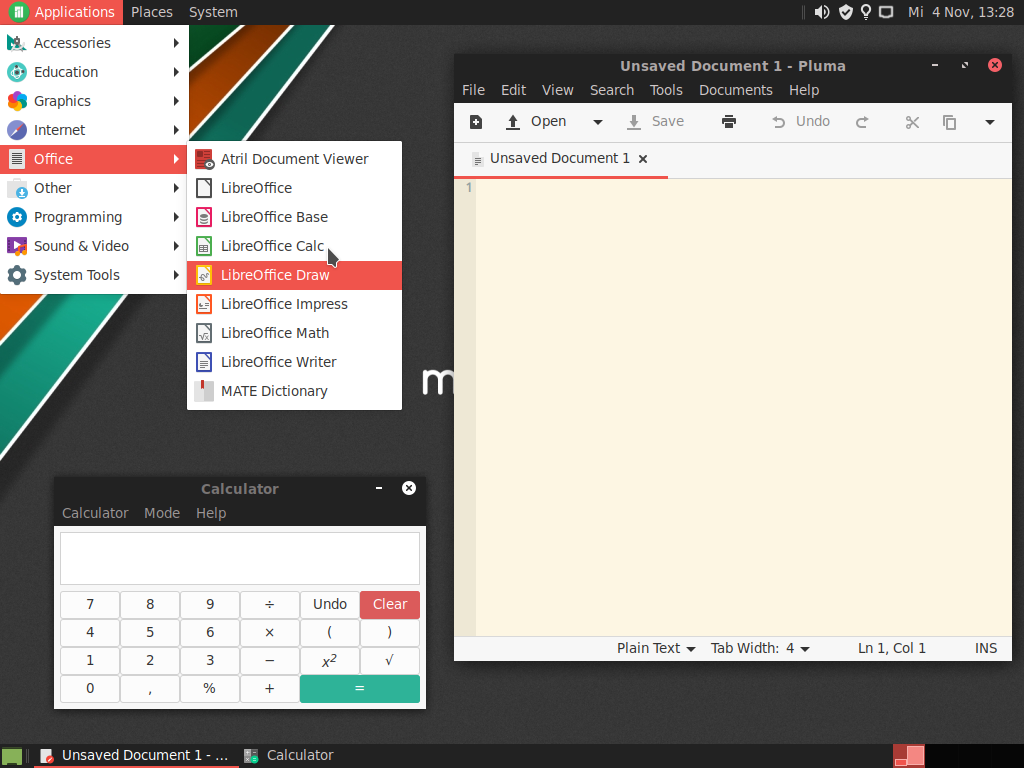 Applications Places System
Mi 4 Nov, 13:28
Accessories
Education
Graphics
Internet
Office
Other
Programming
Sound & Video
System Tools
Atril Document Viewer
LibreOffice
LibreOffice Base
LibreOffice Calc
LibreOffice Draw
LibreOffice Impress
LibreOffice Math
LibreOffice Writer
MATE Dictionary
Unsaved Document 1 - Pluma
File Edit View Search Tools Documents Help
Open Save Undo
Unsaved Document 1
1
Plain Text Tab Width: 4 Ln 1, Col 1 INS
Calculator
Calculator Mode Help
7 8 9 ÷ Undo Clear
4 5 6 × ( )
1 2 3 − x² √
0 , % + =
Unsaved Document 1 - ... Calculator